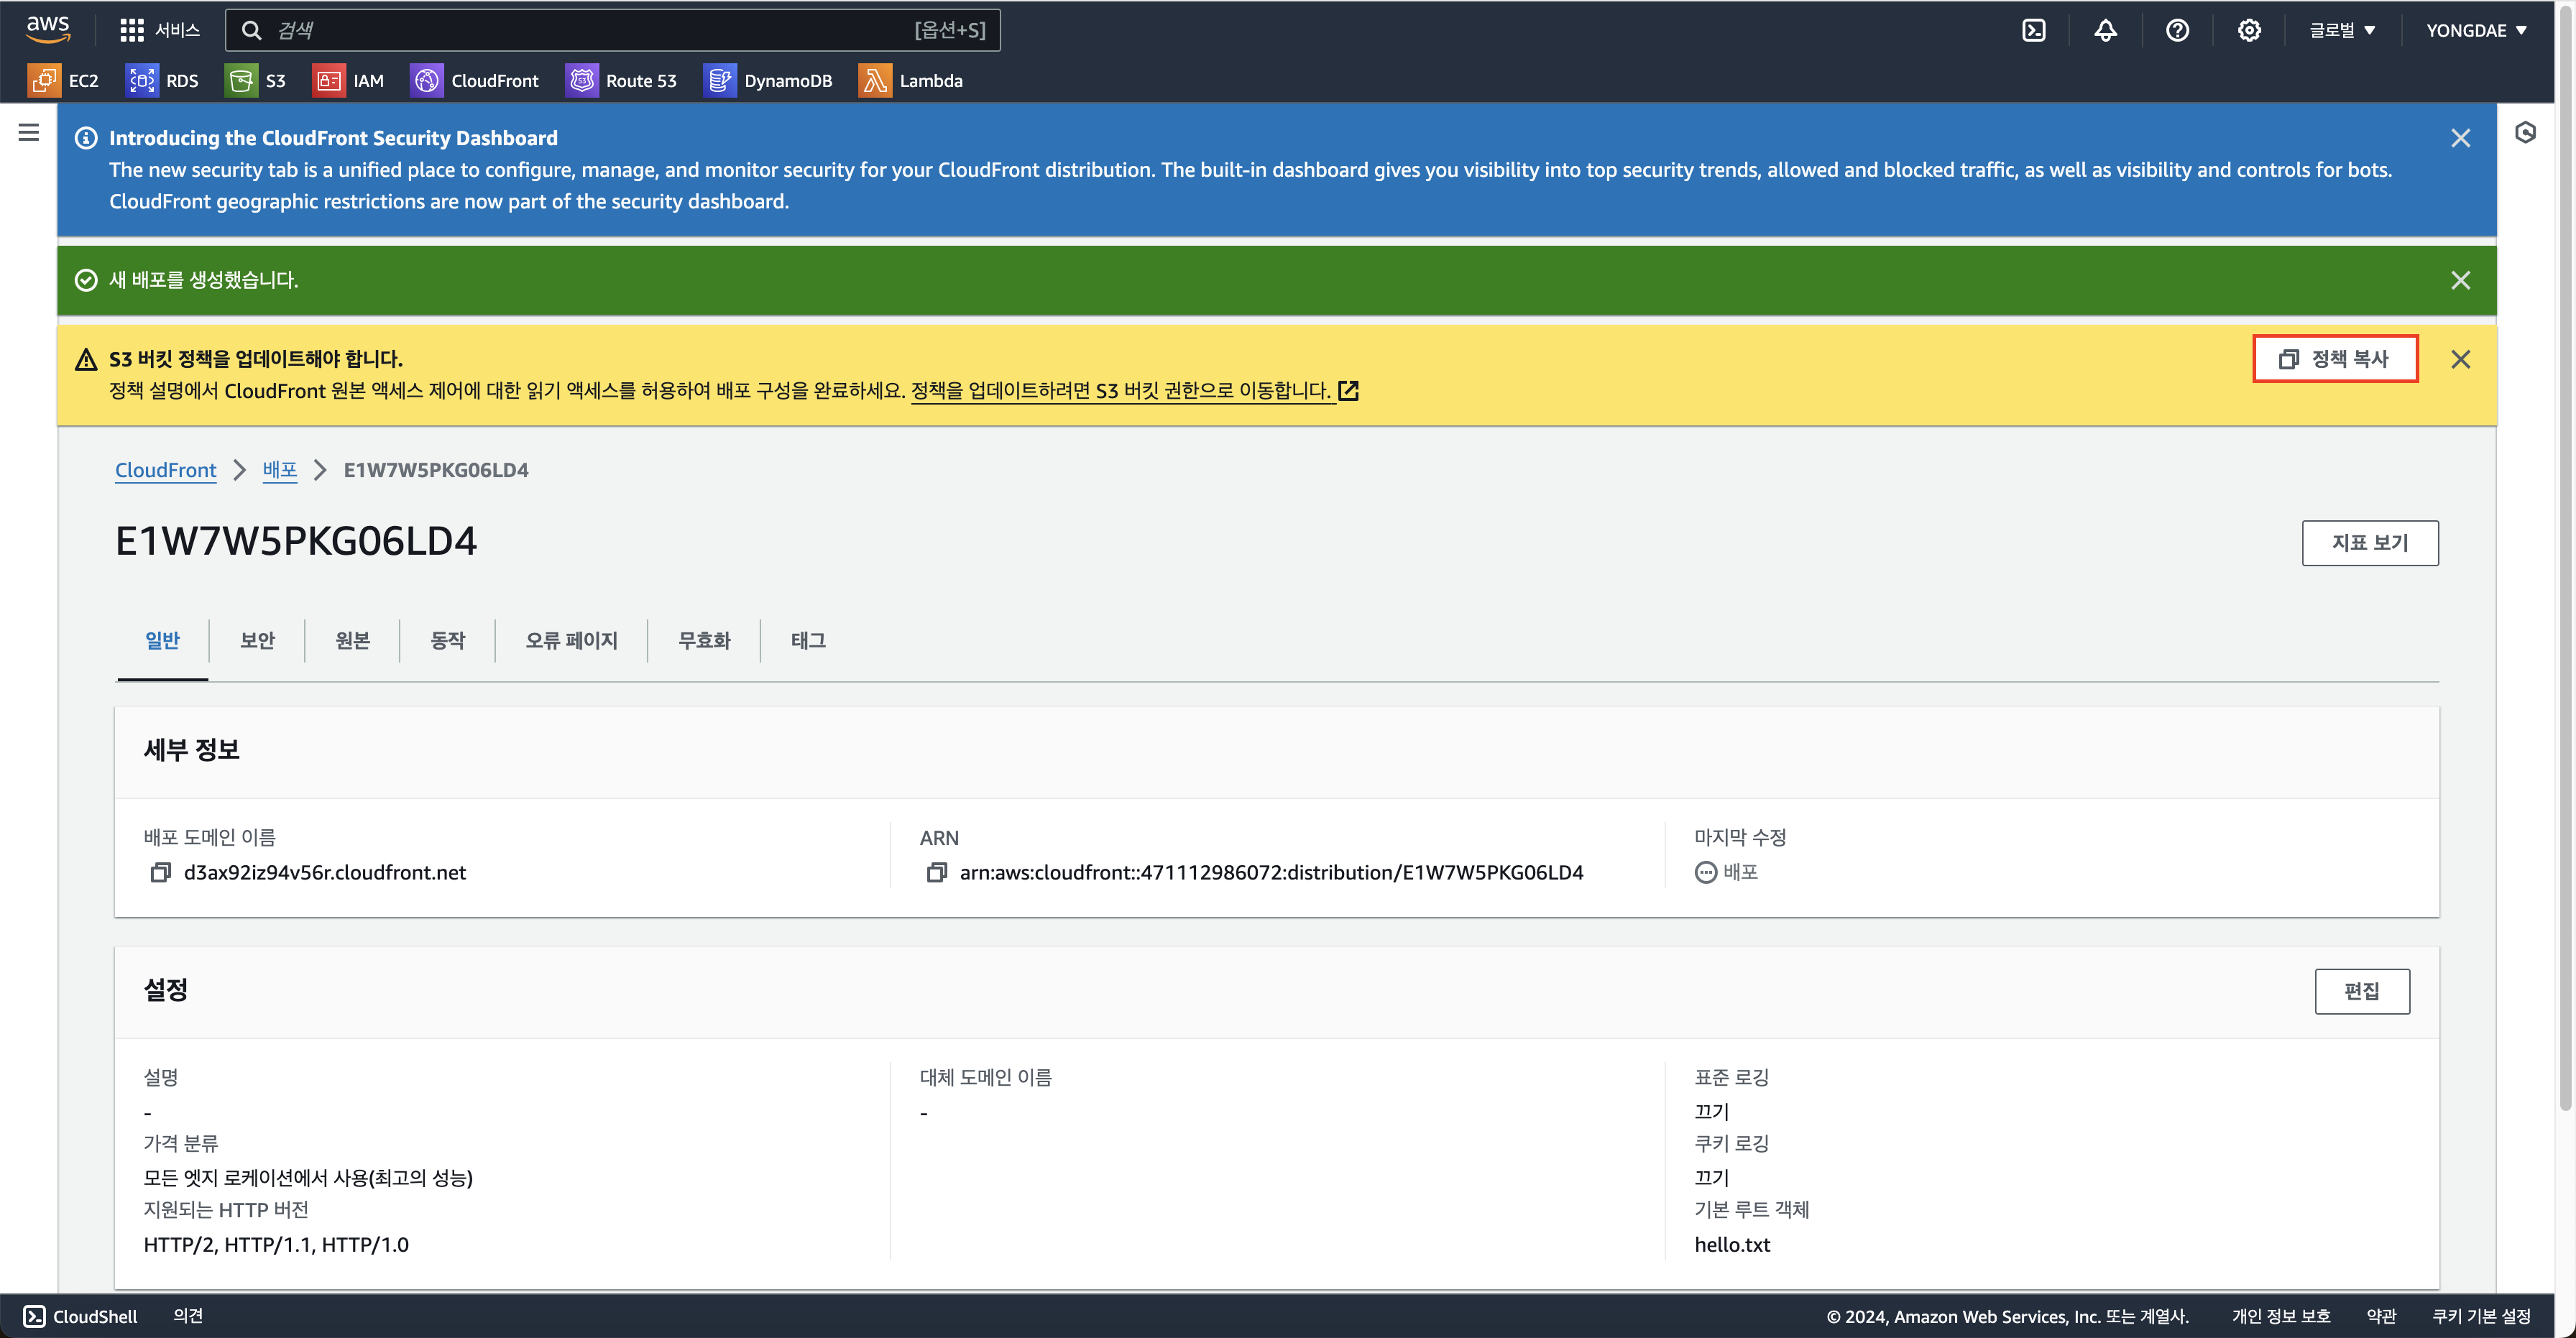 aws
서비스
검색
[옵션+S]
글로벌
YONGDAE
EC2
RDS
S3
IAM
CloudFront
Route 53
DynamoDB
Lambda
Introducing the CloudFront Security Dashboard
The new security tab is a unified place to configure, manage, and monitor security for your CloudFront distribution. The built-in dashboard gives you visibility into top security trends, allowed and blocked traffic, as well as visibility and controls for bots.
CloudFront geographic restrictions are now part of the security dashboard.
새 배포를 생성했습니다.
S3 버킷 정책을 업데이트해야 합니다.
정책 설명에서 CloudFront 원본 액세스 제어에 대한 읽기 액세스를 허용하여 배포 구성을 완료하세요. 정책을 업데이트하려면 S3 버킷 권한으로 이동합니다.
정책 복사
CloudFront
배포
E1W7W5PKG06LD4
E1W7W5PKG06LD4
지표 보기
일반
보안
원본
동작
오류 페이지
무효화
태그
세부 정보
배포 도메인 이름
d3ax92iz94v56r.cloudfront.net
ARN
arn:aws:cloudfront::471112986072:distribution/E1W7W5PKG06LD4
마지막 수정
배포
설정
편집
설명
-
가격 분류
모든 엣지 로케이션에서 사용(최고의 성능)
지원되는 HTTP 버전
HTTP/2, HTTP/1.1, HTTP/1.0
대체 도메인 이름
-
표준 로깅
끄기
쿠키 로깅
끄기
기본 루트 객체
hello.txt
CloudShell
의견
© 2024, Amazon Web Services, Inc. 또는 계열사.
개인 정보 보호
약관
쿠키 기본 설정